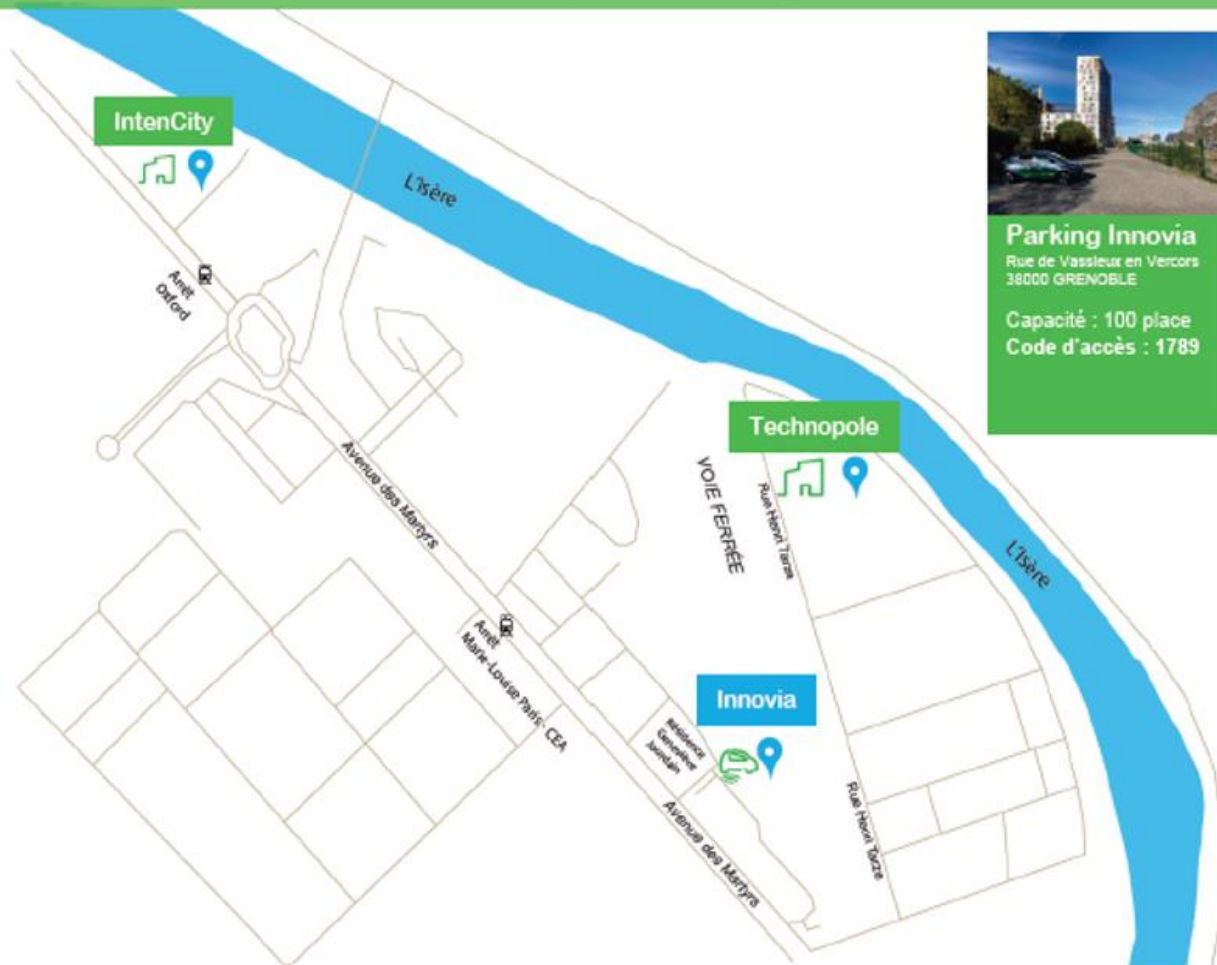 IntenCity
L'Isère
Arrêt
Oxford
Parking Innovia
Rue de Vassieux en Vercors
38000 GRENOBLE
Capacité : 100 place
Code d'accès : 1789
Technopole
Avenue des Martyrs
VOIE FERRÉE
Rue Henri Tarze
L'Isère
Arrêt
Marie-Louise Paris - CEA
Innovia
Résidence
Geneviève
Jourdain
Avenue des Martyrs
Rue Henri Tarze